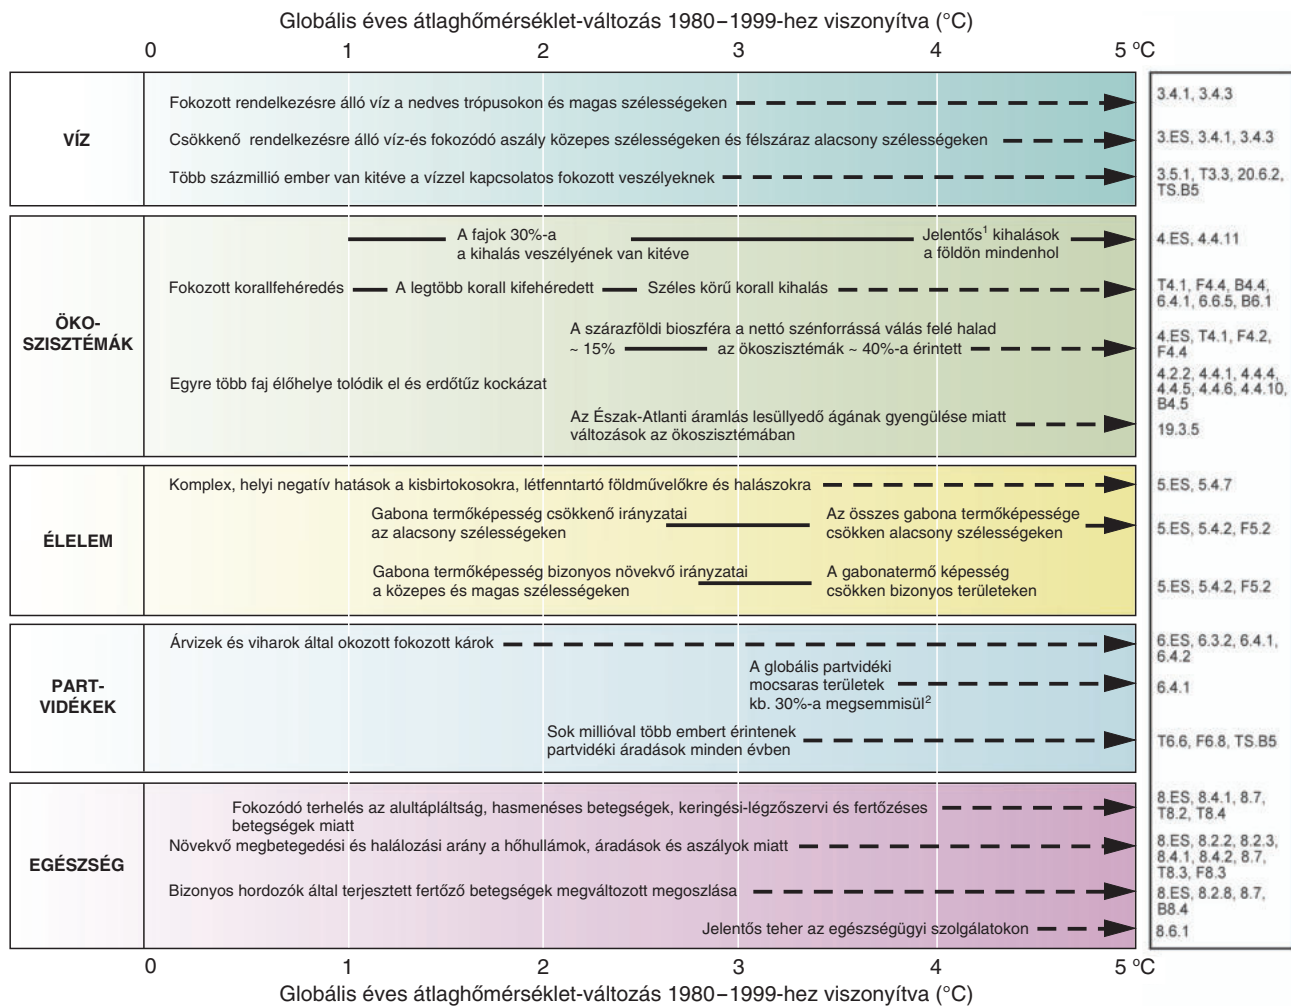 Globális éves átlaghőmérséklet-változás 1980–1999-hez viszonyítva (°C)
0 1 2 3 4 5 °C
VÍZ
Fokozott rendelkezésre álló víz a nedves trópusokon és magas szélességeken
3.4.1, 3.4.3
Csökkenő rendelkezésre álló víz-és fokozódó aszály közepes szélességeken és félszáraz alacsony szélességeken
3.ES, 3.4.1, 3.4.3
Több százmillió ember van kitéve a vízzel kapcsolatos fokozott veszélyeknek
3.5.1, T3.3, 20.6.2,
TS.B5
ÖKO-
SZISZTÉMÁK
A fajok 30%-a
a kihalás veszélyének van kitéve
Jelentős¹ kihalások
a földön mindenhol
4.ES, 4.4.11
Fokozott korallfehéredés
A legtöbb korall kifehéredett
Széles körű korall kihalás
T4.1, F4.4, B4.4,
6.4.1, 6.6.5, B6.1
A szárazföldi bioszféra a nettó szénforrássá válás felé halad
~ 15%
az ökoszisztémák ~ 40%-a érintett
4.ES, T4.1, F4.2,
F4.4
Egyre több faj élőhelye tolódik el és erdőtűz kockázat
4.2.2, 4.4.1, 4.4.4,
4.4.5, 4.4.6, 4.4.10,
B4.5
Az Észak-Atlanti áramlás lesüllyedő ágának gyengülése miatt
változások az ökoszisztémában
19.3.5
ÉLELEM
Komplex, helyi negatív hatások a kisbirtokosokra, létfenntartó földművelőkre és halászokra
5.ES, 5.4.7
Gabona termőképesség csökkenő irányzatai
az alacsony szélességeken
Az összes gabona termőképessége
csökken alacsony szélességeken
5.ES, 5.4.2, F5.2
Gabona termőképesség bizonyos növekvő irányzatai
a közepes és magas szélességeken
A gabonatermő képesség
csökken bizonyos területeken
5.ES, 5.4.2, F5.2
PART-
VIDÉKEK
Árvizek és viharok által okozott fokozott károk
6.ES, 6.3.2, 6.4.1,
6.4.2
A globális partvidéki
mocsaras területek
kb. 30%-a megsemmisül²
6.4.1
Sok millióval több embert érintenek
partvidéki áradások minden évben
T6.6, F6.8, TS.B5
EGÉSZSÉG
Fokozódó terhelés az alultápláltság, hasmenéses betegségek, keringési-légzőszervi és fertőzéses
betegségek miatt
8.ES, 8.4.1, 8.7,
T8.2, T8.4
Növekvő megbetegedési és halálozási arány a hőhullámok, áradások és aszályok miatt
8.ES, 8.2.2, 8.2.3,
8.4.1, 8.4.2, 8.7,
T8.3, F8.3
Bizonyos hordozók által terjesztett fertőző betegségek megváltozott megoszlása
8.ES, 8.2.8, 8.7,
B8.4
Jelentős teher az egészségügyi szolgálatokon
8.6.1
0 1 2 3 4 5 °C
Globális éves átlaghőmérséklet-változás 1980–1999-hez viszonyítva (°C)